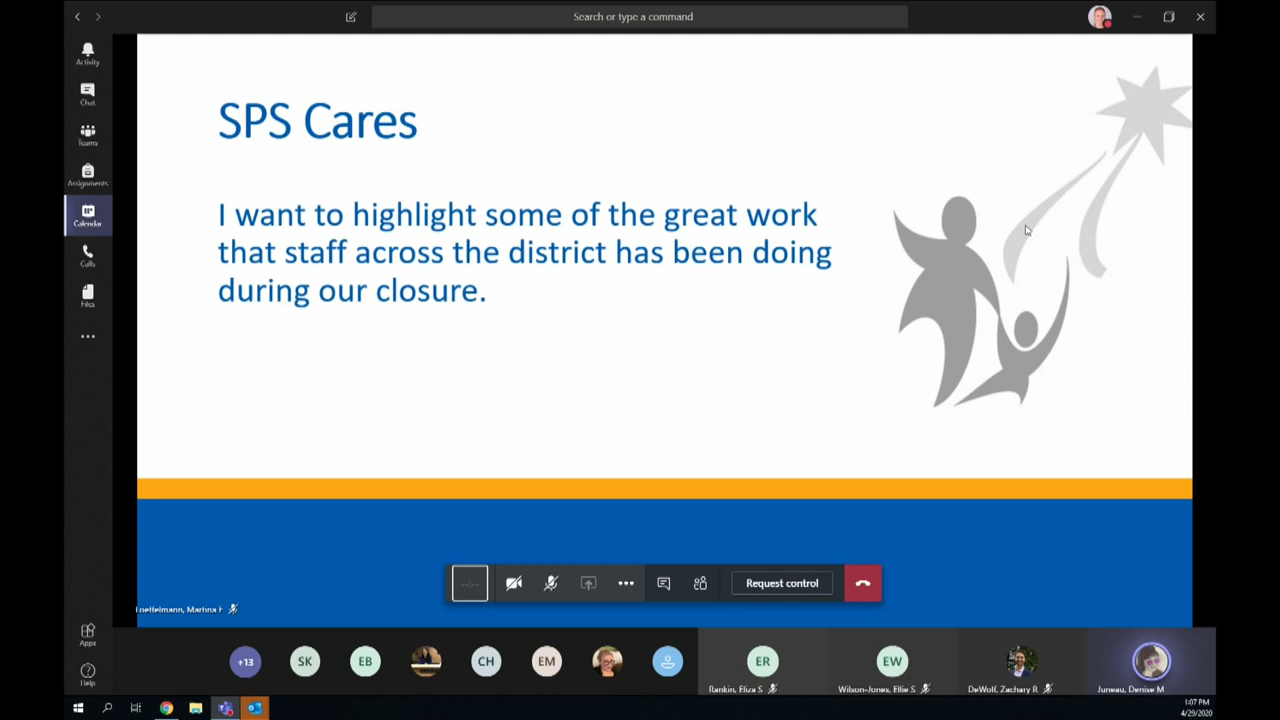 Search or type a command
Activity
Chat
Teams
Assignments
Calendar
Calls
Files
SPS Cares
I want to highlight some of the great work
that staff across the district has been doing
during our closure.
Request control
Loeffelmann, Martina F
Apps
Help
+13
SK
EB
CH
EM
ER
EW
Rankin, Eliza S
Wilson-Jones, Ellie S
DeWolf, Zachary R
Juneau, Denise M
1:07 PM
4/29/2020